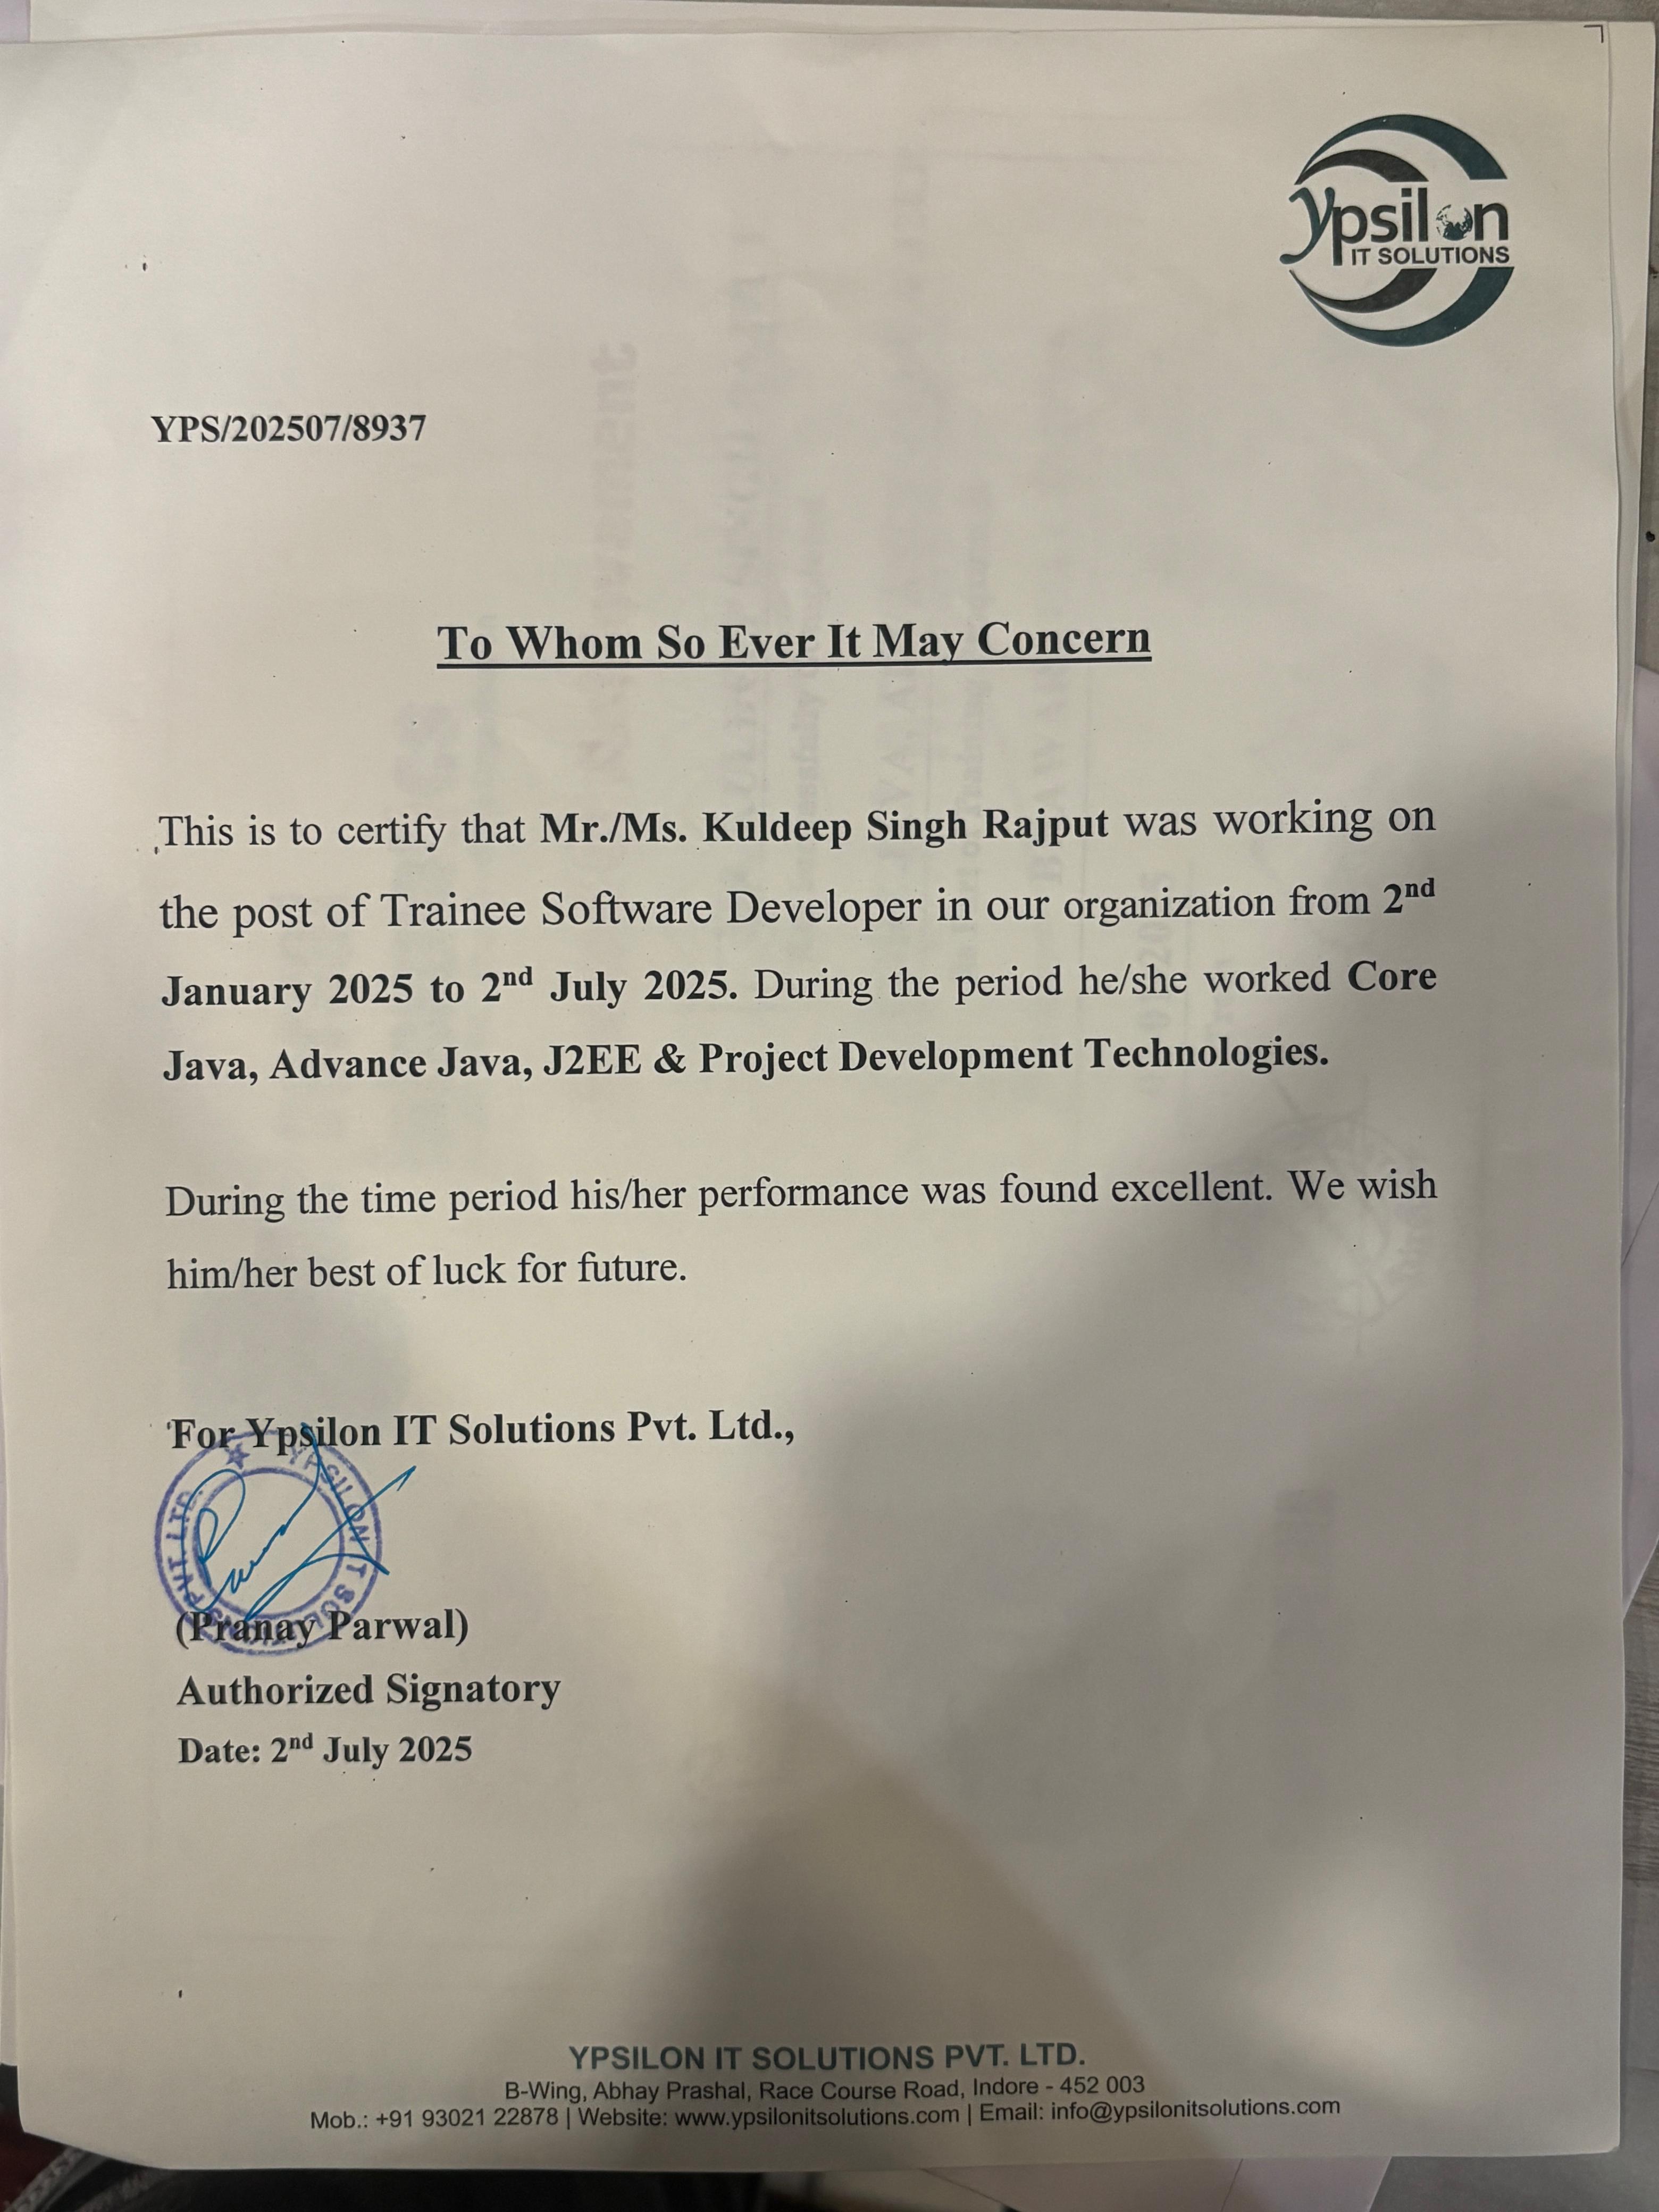 Ypsilon
IT SOLUTIONS
YPS/202507/8937
To Whom So Ever It May Concern
This is to certify that Mr./Ms. Kuldeep Singh Rajput was working on
the post of Trainee Software Developer in our organization from 2nd
January 2025 to 2nd July 2025. During the period he/she worked Core
Java, Advance Java, J2EE & Project Development Technologies.
During the time period his/her performance was found excellent. We wish
him/her best of luck for future.
For Ypsilon IT Solutions Pvt. Ltd.,
YPSILON IT SOLUTIONS PVT. LTD.
(Pranay Parwal)
Authorized Signatory
Date: 2nd July 2025
YPSILON IT SOLUTIONS PVT. LTD.
B-Wing, Abhay Prashal, Race Course Road, Indore - 452 003
Mob.: +91 93021 22878 | Website: www.ypsilonitsolutions.com | Email: info@ypsilonitsolutions.com